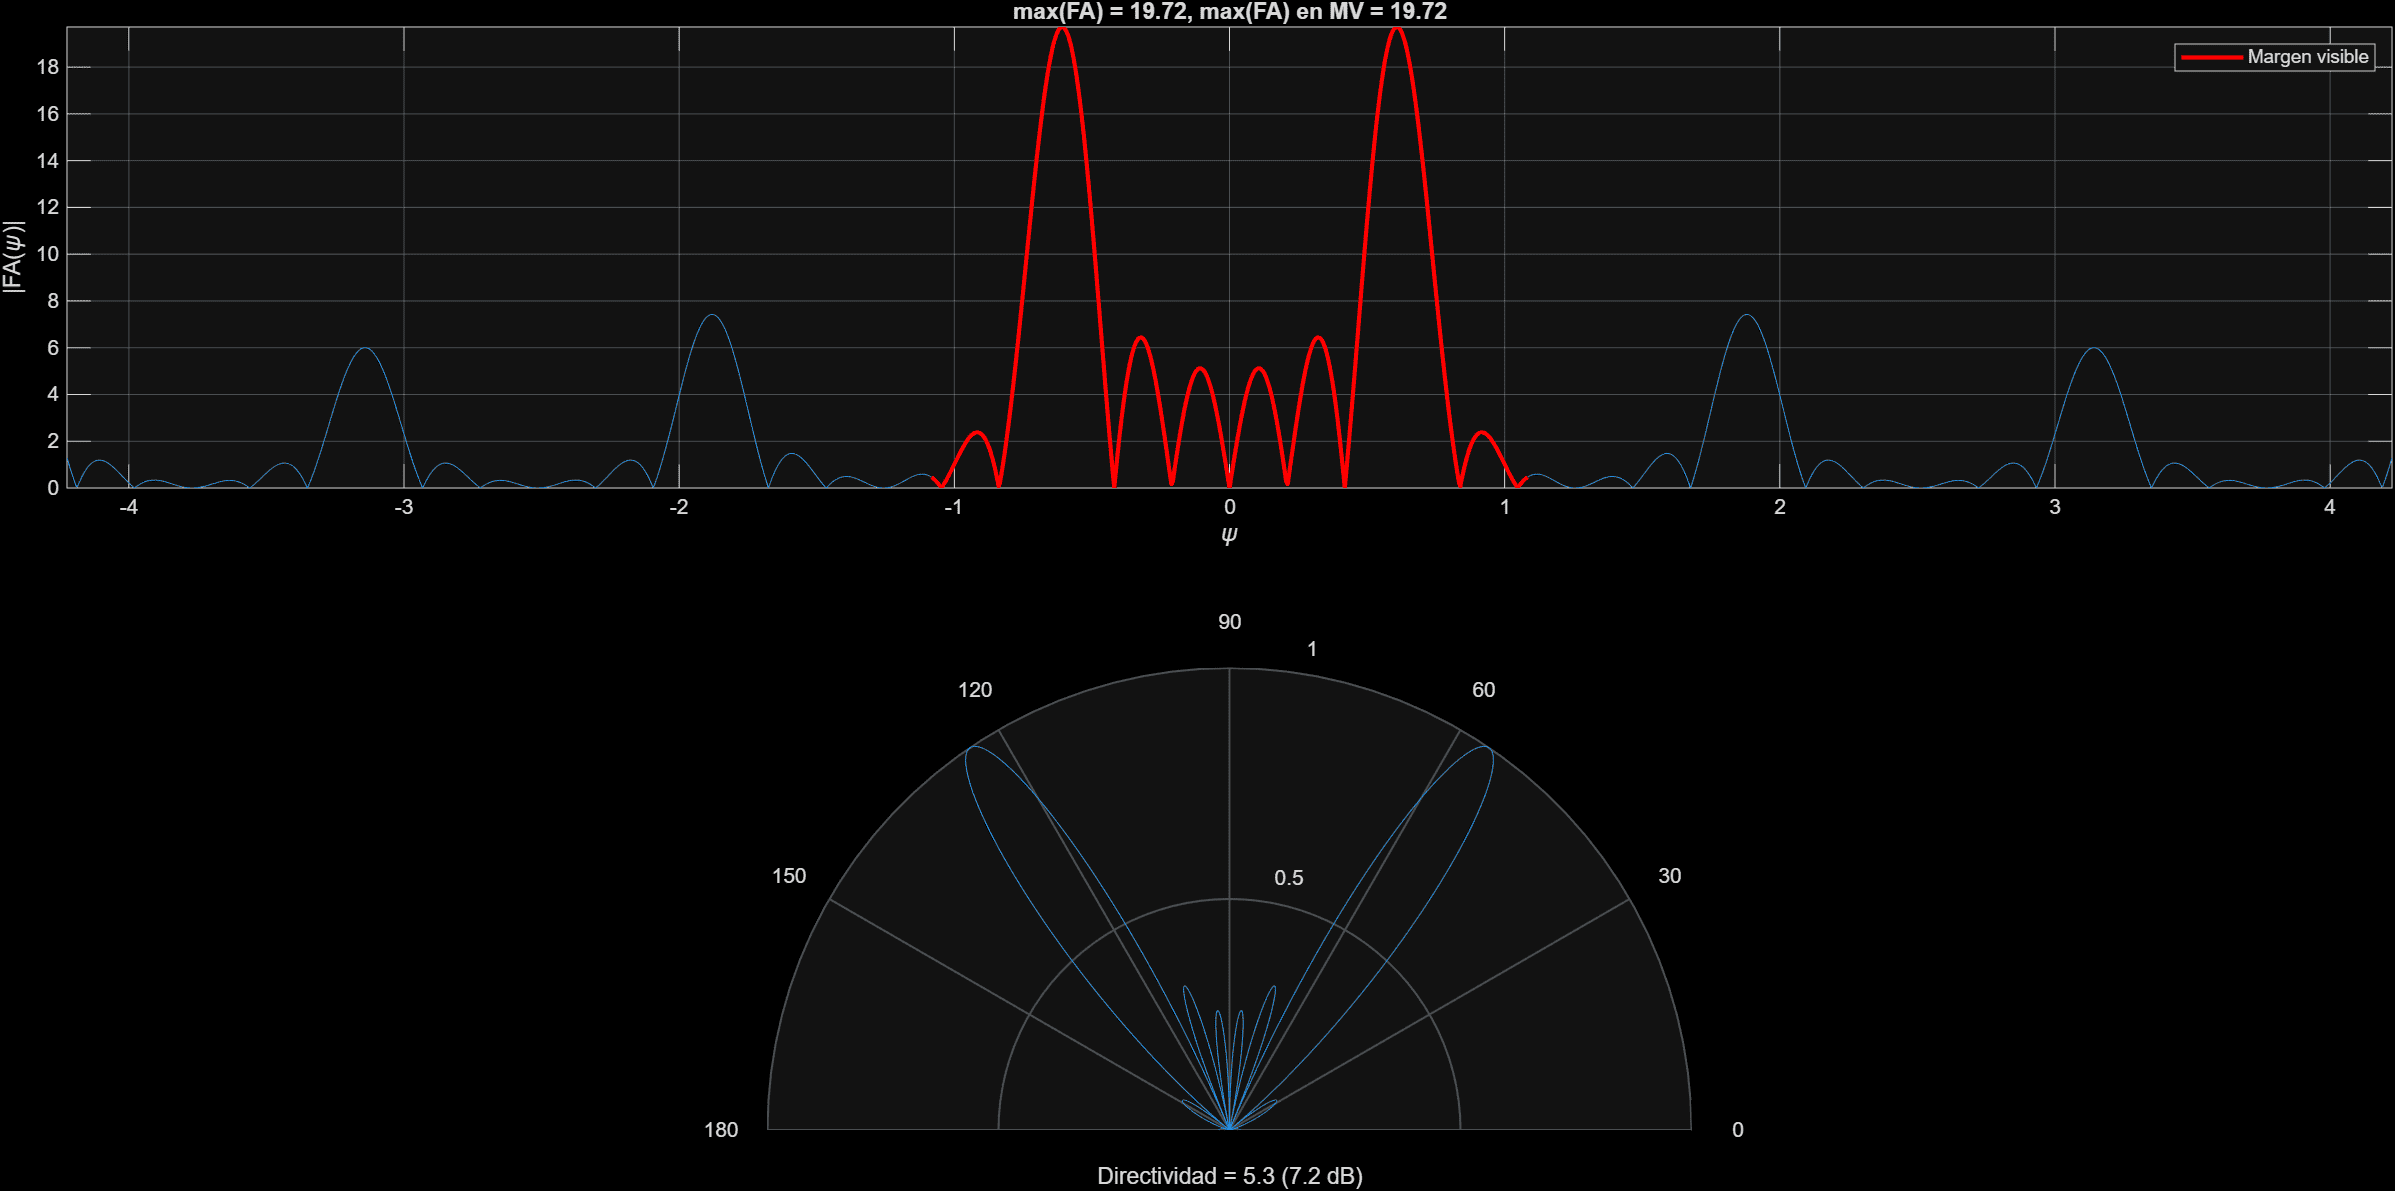 max(FA) = 19.72, max(FA) en MV = 19.72
Margen visible
|FA(ψ)|
18
16
14
12
10
8
6
4
2
0
-4 -3 -2 -1 0 1 2 3 4
ψ
90
1
120 60
150 0.5 30
180 0
Directividad = 5.3 (7.2 dB)